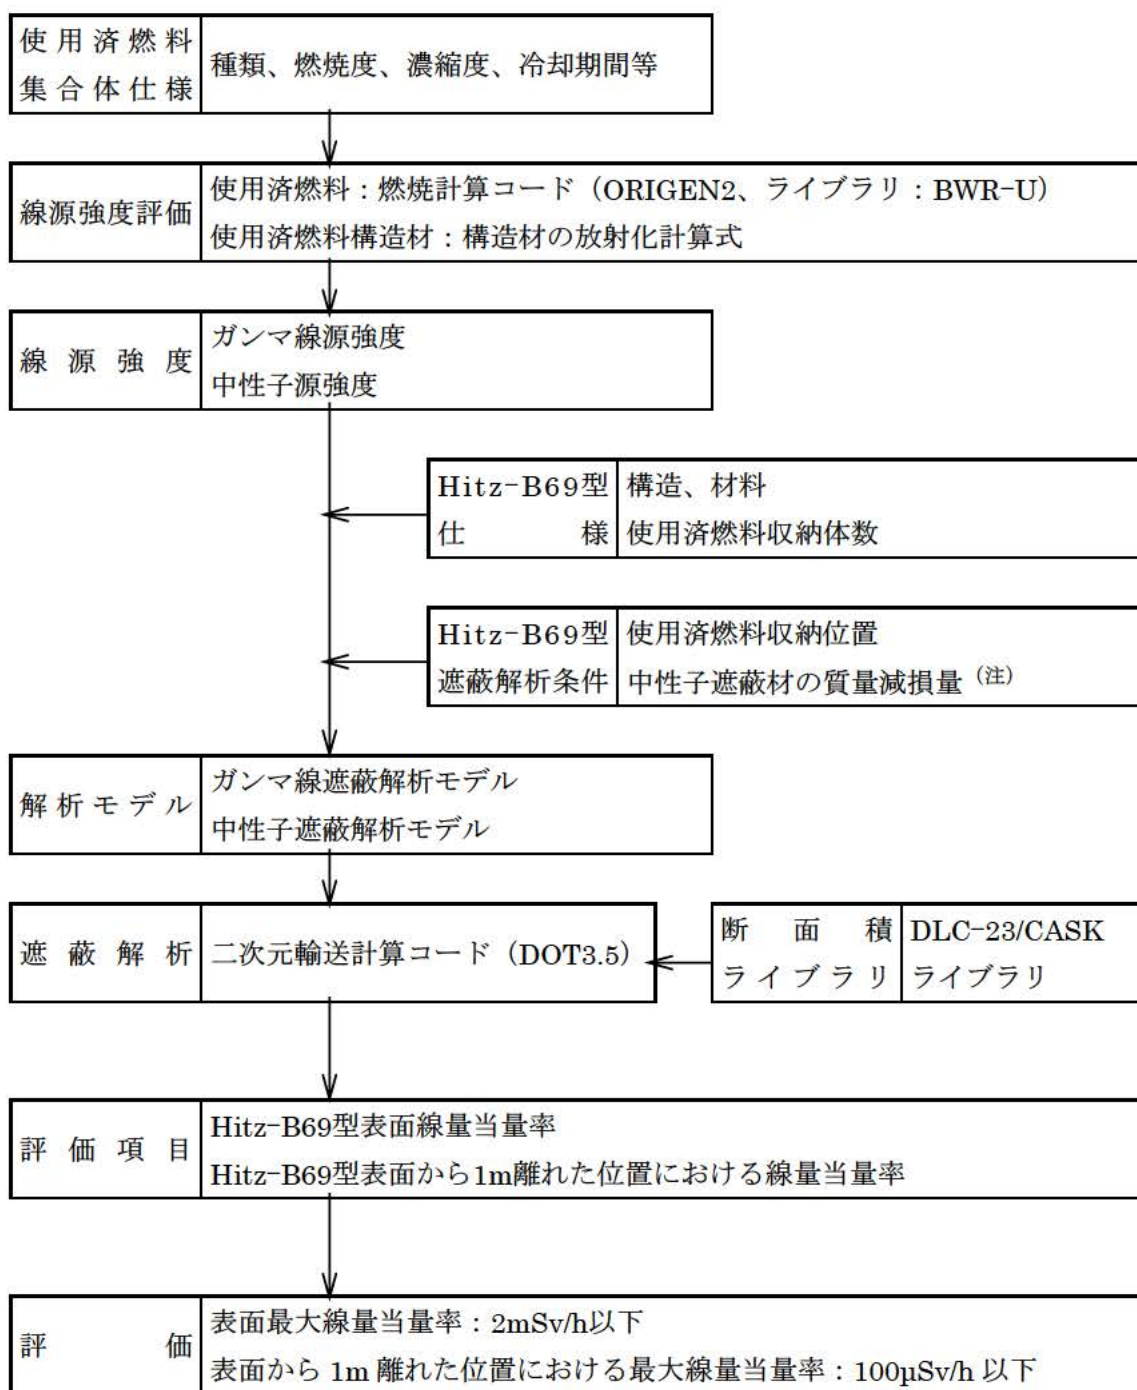 使用済燃料
集合体仕様
種類、燃焼度、濃縮度、冷却期間等
線源強度評価
使用済燃料：燃焼計算コード（ORIGEN2、ライブラリ：BWR-U）
使用済燃料構造材：構造材の放射化計算式
線源強度
ガンマ線源強度
中性子源強度
Hitz-B69型
仕様
構造、材料
使用済燃料収納体数
Hitz-B69型
遮蔽解析条件
使用済燃料収納位置
中性子遮蔽材の質量減損量（注）
解析モデル
ガンマ線遮蔽解析モデル
中性子遮蔽解析モデル
遮蔽解析
二次元輸送計算コード（DOT3.5）
断面積
ライブラリ
DLC-23/CASK
ライブラリ
評価項目
Hitz-B69型表面線量当量率
Hitz-B69型表面から1m離れた位置における線量当量率
評価
表面最大線量当量率：2mSv/h以下
表面から 1m 離れた位置における最大線量当量率：100μSv/h 以下